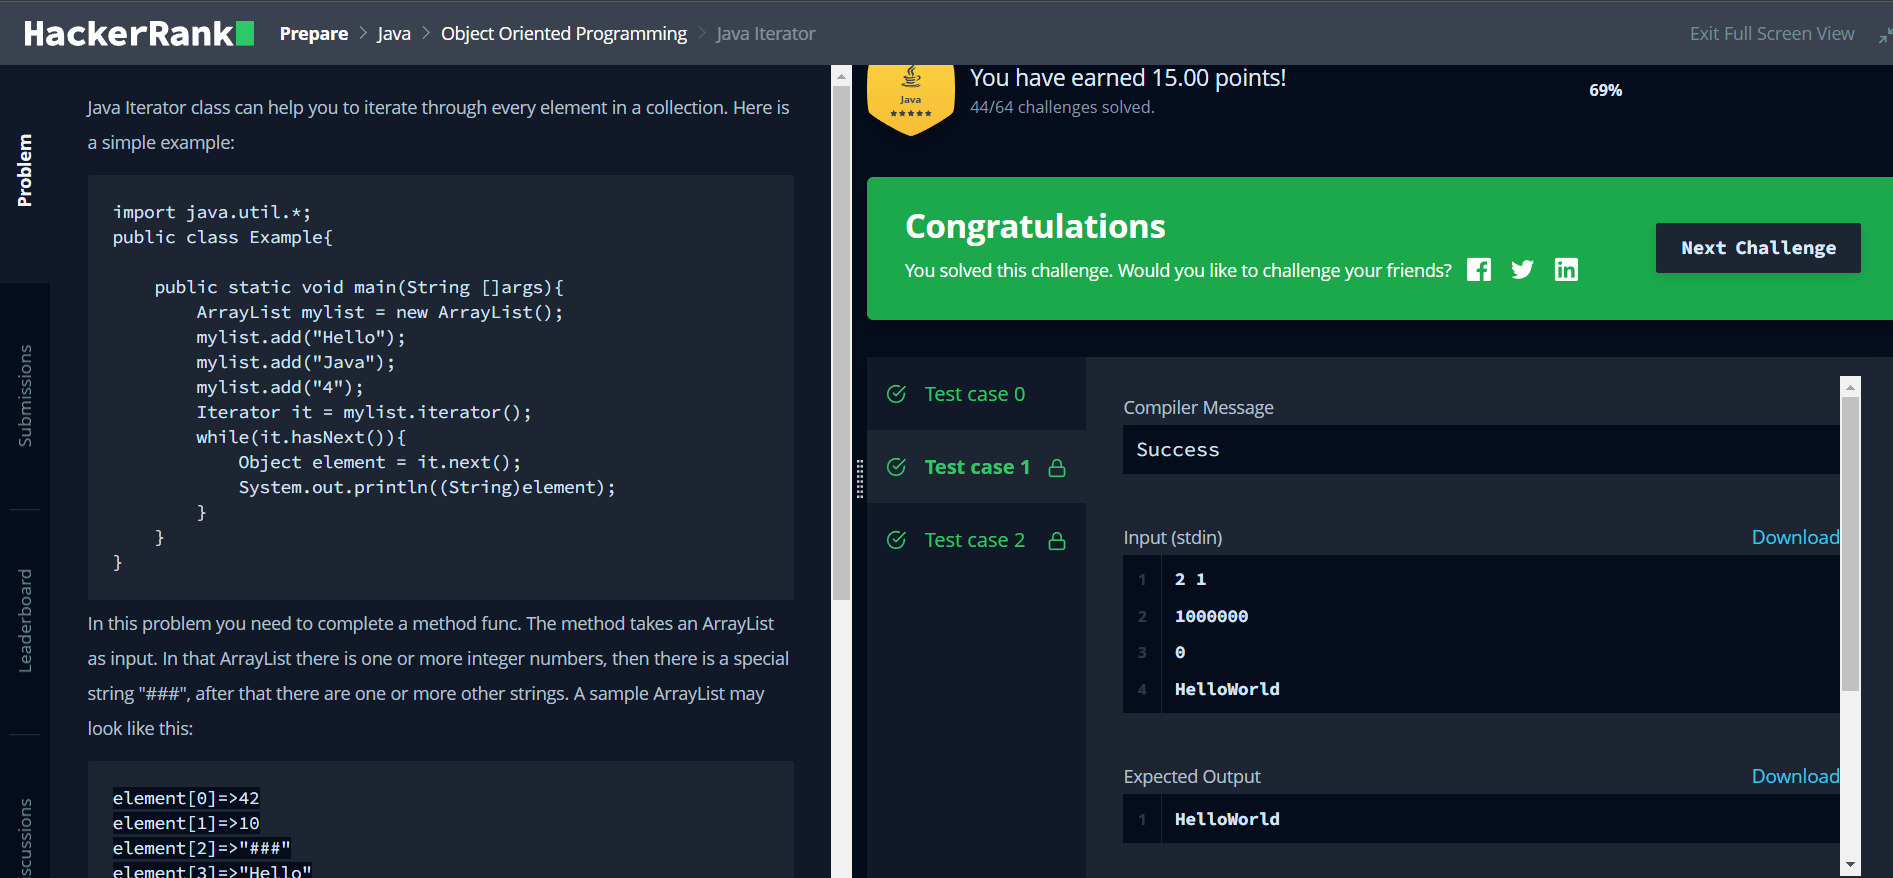 HackerRank
Prepare > Java > Object Oriented Programming > Java Iterator
Exit Full Screen View
Problem
Submissions
Leaderboard
iscussions
Java Iterator class can help you to iterate through every element in a collection. Here is
a simple example:
import java.util.*;
public class Example{
public static void main(String []args){
ArrayList mylist = new ArrayList();
mylist.add("Hello");
mylist.add("Java");
mylist.add("4");
Iterator it = mylist.iterator();
while(it.hasNext()){
Object element = it.next();
System.out.println((String)element);
}
}
}
In this problem you need to complete a method func. The method takes an ArrayList
as input. In that ArrayList there is one or more integer numbers, then there is a special
string "###", after that there are one or more other strings. A sample ArrayList may
look like this:
element[0]=>42
element[1]=>10
element[2]=>"###"
element[3]=>"Hello"
Java
You have earned 15.00 points!
44/64 challenges solved.
69%
Congratulations
You solved this challenge. Would you like to challenge your friends?
Next Challenge
Test case 0
Test case 1
Test case 2
Compiler Message
Success
Input (stdin)
Download
1 2 1
2 1000000
3 0
4 HelloWorld
Expected Output
Download
1 HelloWorld